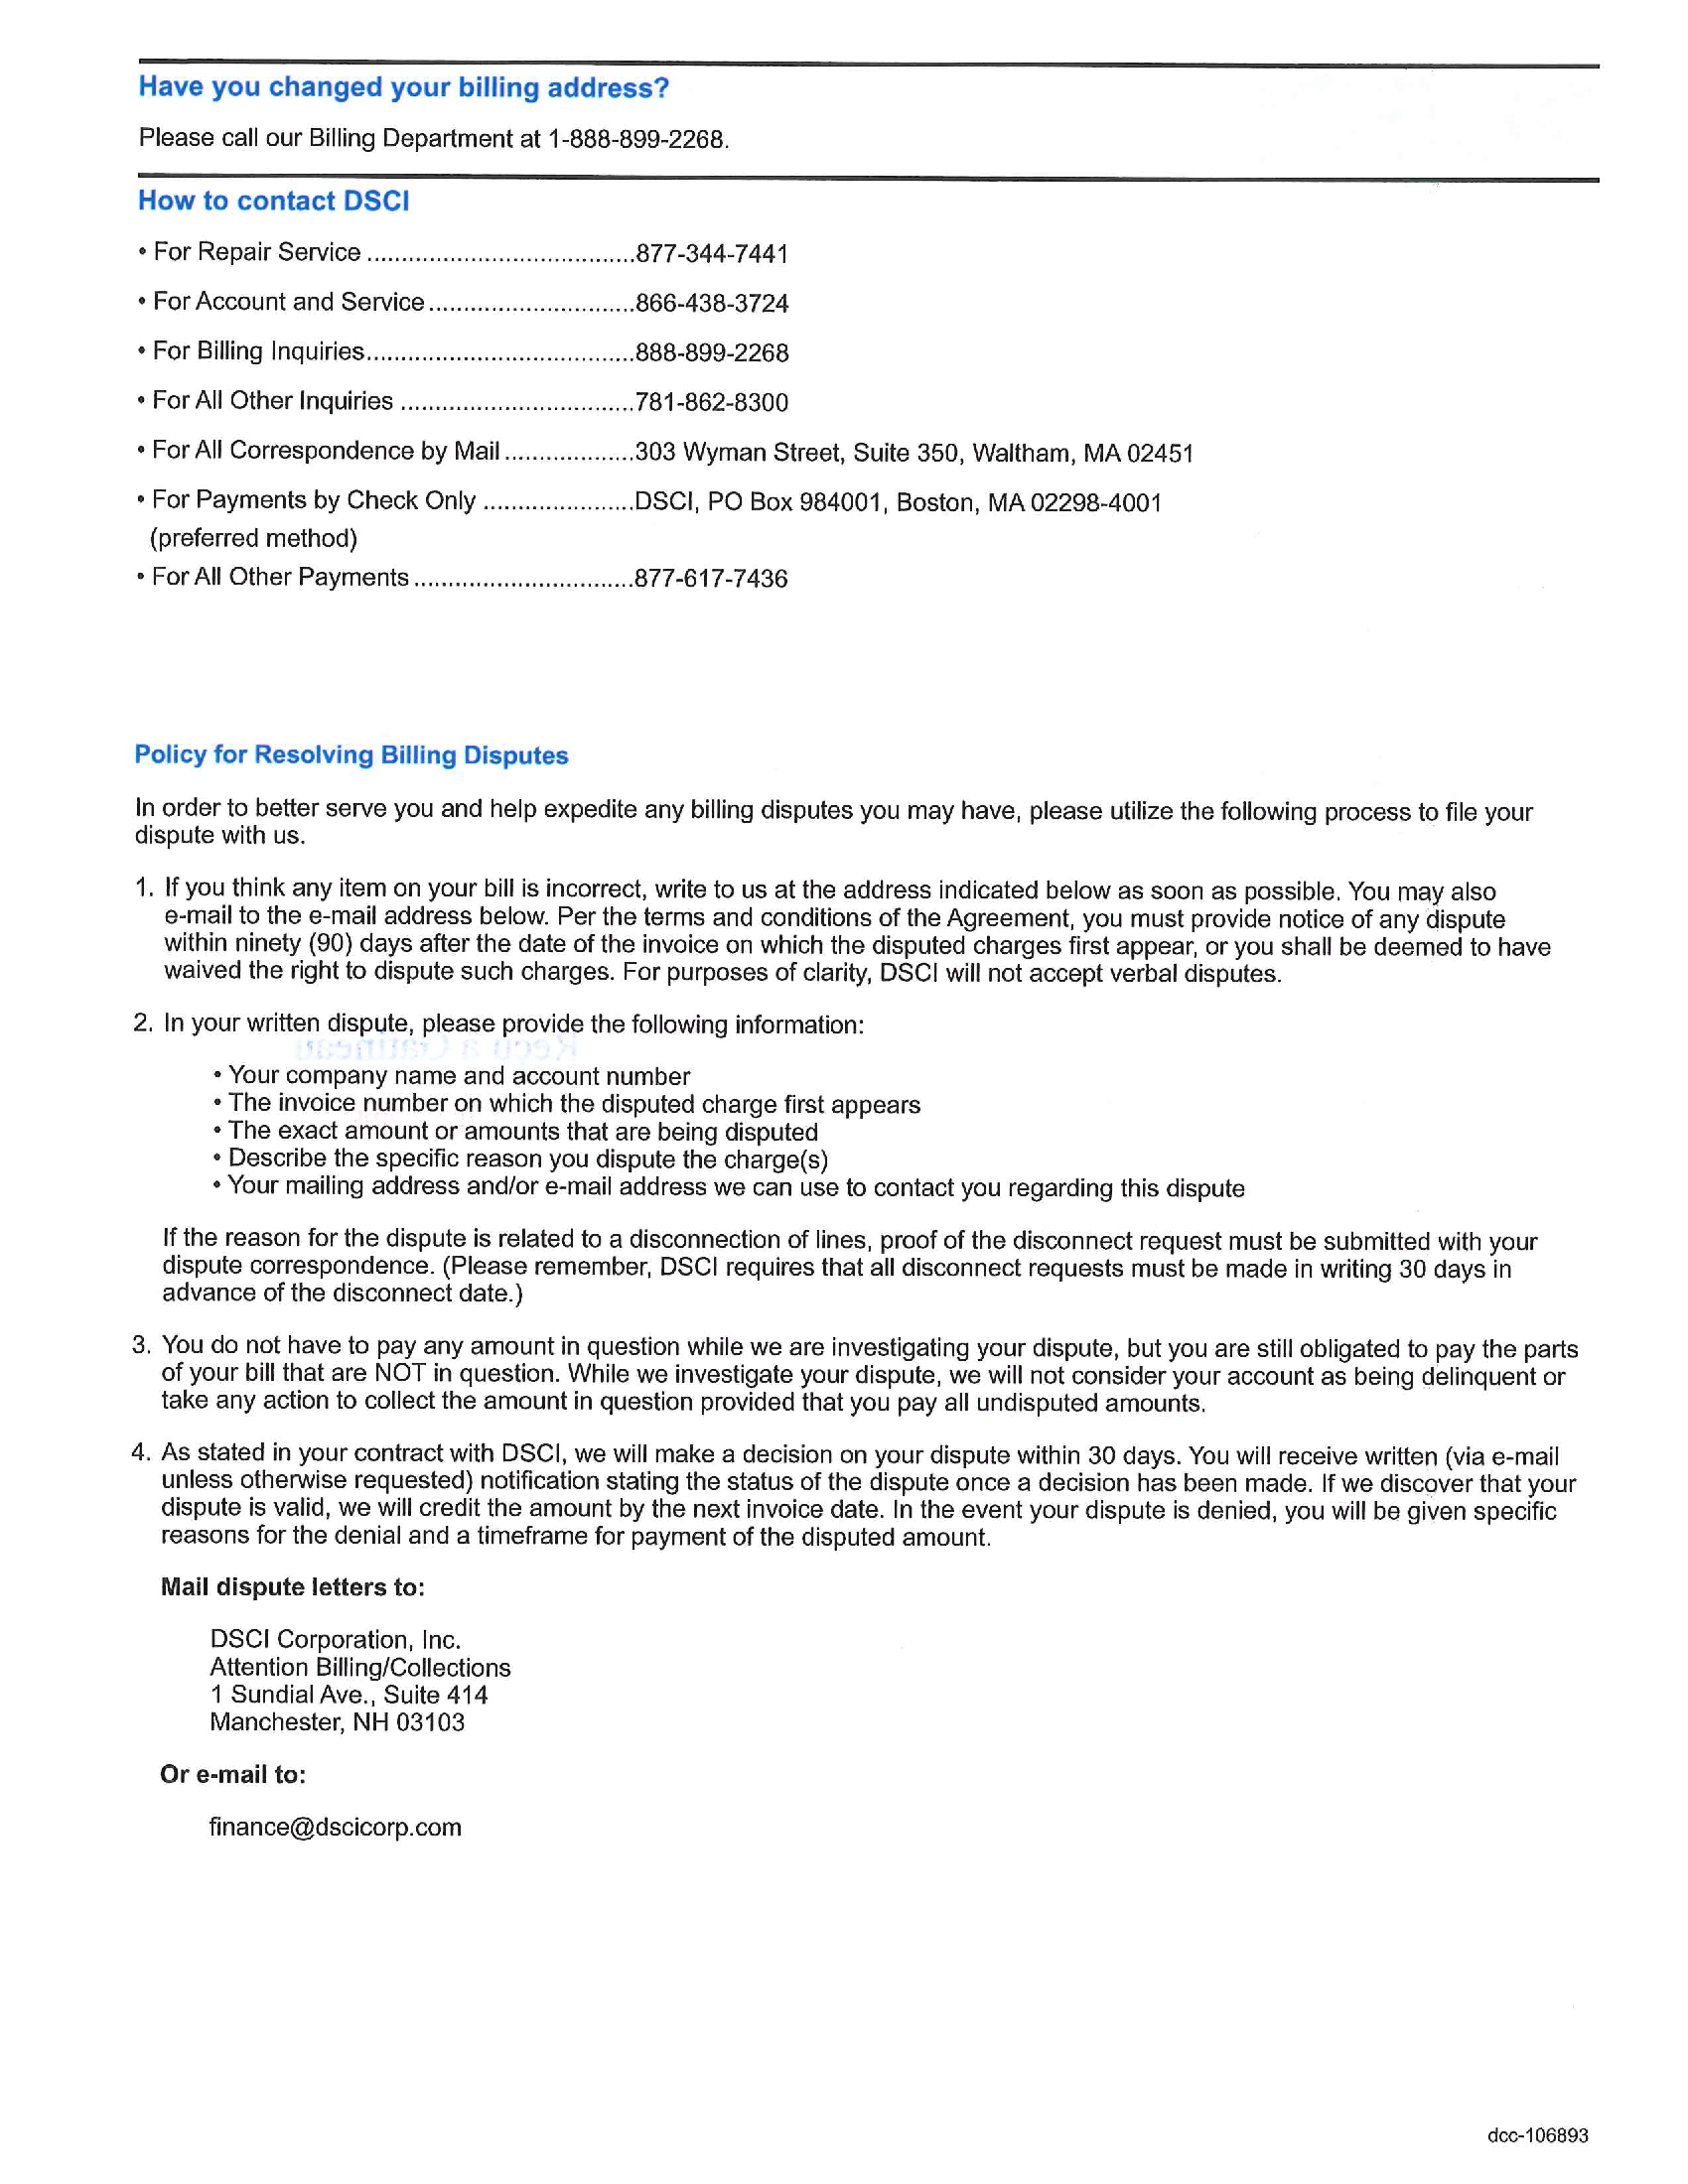 Have you changed your billing address?
Please call our Billing Department at 1-888-899-2268.
How to contact DSCI
• For Repair Service .......................................877-344-7441
• For Account and Service..............................866-438-3724
• For Billing Inquiries.......................................888-899-2268
• For All Other Inquiries ..................................781-862-8300
• For All Correspondence by Mail...................303 Wyman Street, Suite 350, Waltham, MA 02451
• For Payments by Check Only ......................DSCI, PO Box 984001, Boston, MA 02298-4001
(preferred method)
• For All Other Payments................................877-617-7436
Policy for Resolving Billing Disputes
In order to better serve you and help expedite any billing disputes you may have, please utilize the following process to file your
dispute with us.
1. If you think any item on your bill is incorrect, write to us at the address indicated below as soon as possible. You may also
e-mail to the e-mail address below. Per the terms and conditions of the Agreement, you must provide notice of any dispute
within ninety (90) days after the date of the invoice on which the disputed charges first appear, or you shall be deemed to have
waived the right to dispute such charges. For purposes of clarity, DSCI will not accept verbal disputes.
2. In your written dispute, please provide the following information:
Reçu à Gatineau
• Your company name and account number
• The invoice number on which the disputed charge first appears
• The exact amount or amounts that are being disputed
• Describe the specific reason you dispute the charge(s)
• Your mailing address and/or e-mail address we can use to contact you regarding this dispute
If the reason for the dispute is related to a disconnection of lines, proof of the disconnect request must be submitted with your
dispute correspondence. (Please remember, DSCI requires that all disconnect requests must be made in writing 30 days in
advance of the disconnect date.)
3. You do not have to pay any amount in question while we are investigating your dispute, but you are still obligated to pay the parts
of your bill that are NOT in question. While we investigate your dispute, we will not consider your account as being delinquent or
take any action to collect the amount in question provided that you pay all undisputed amounts.
4. As stated in your contract with DSCI, we will make a decision on your dispute within 30 days. You will receive written (via e-mail
unless otherwise requested) notification stating the status of the dispute once a decision has been made. If we discover that your
dispute is valid, we will credit the amount by the next invoice date. In the event your dispute is denied, you will be given specific
reasons for the denial and a timeframe for payment of the disputed amount.
Mail dispute letters to:
DSCI Corporation, Inc.
Attention Billing/Collections
1 Sundial Ave., Suite 414
Manchester, NH 03103
Or e-mail to:
finance@dscicorp.com
dcc-106893